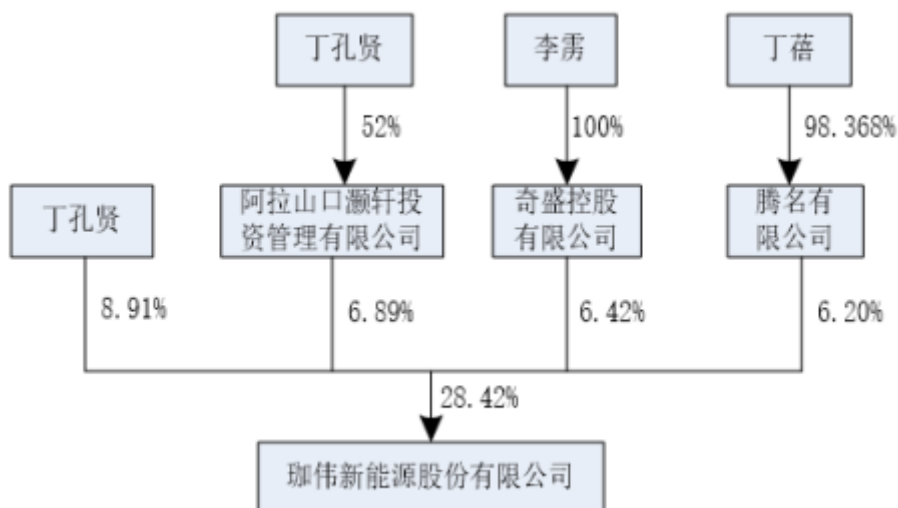 丁孔贤
李雳
丁蓓
52%
100%
98.368%
丁孔贤
阿拉山口灏轩投
资管理有限公司
奇盛控股
有限公司
腾名有
限公司
8.91%
6.89%
6.42%
6.20%
28.42%
珈伟新能源股份有限公司